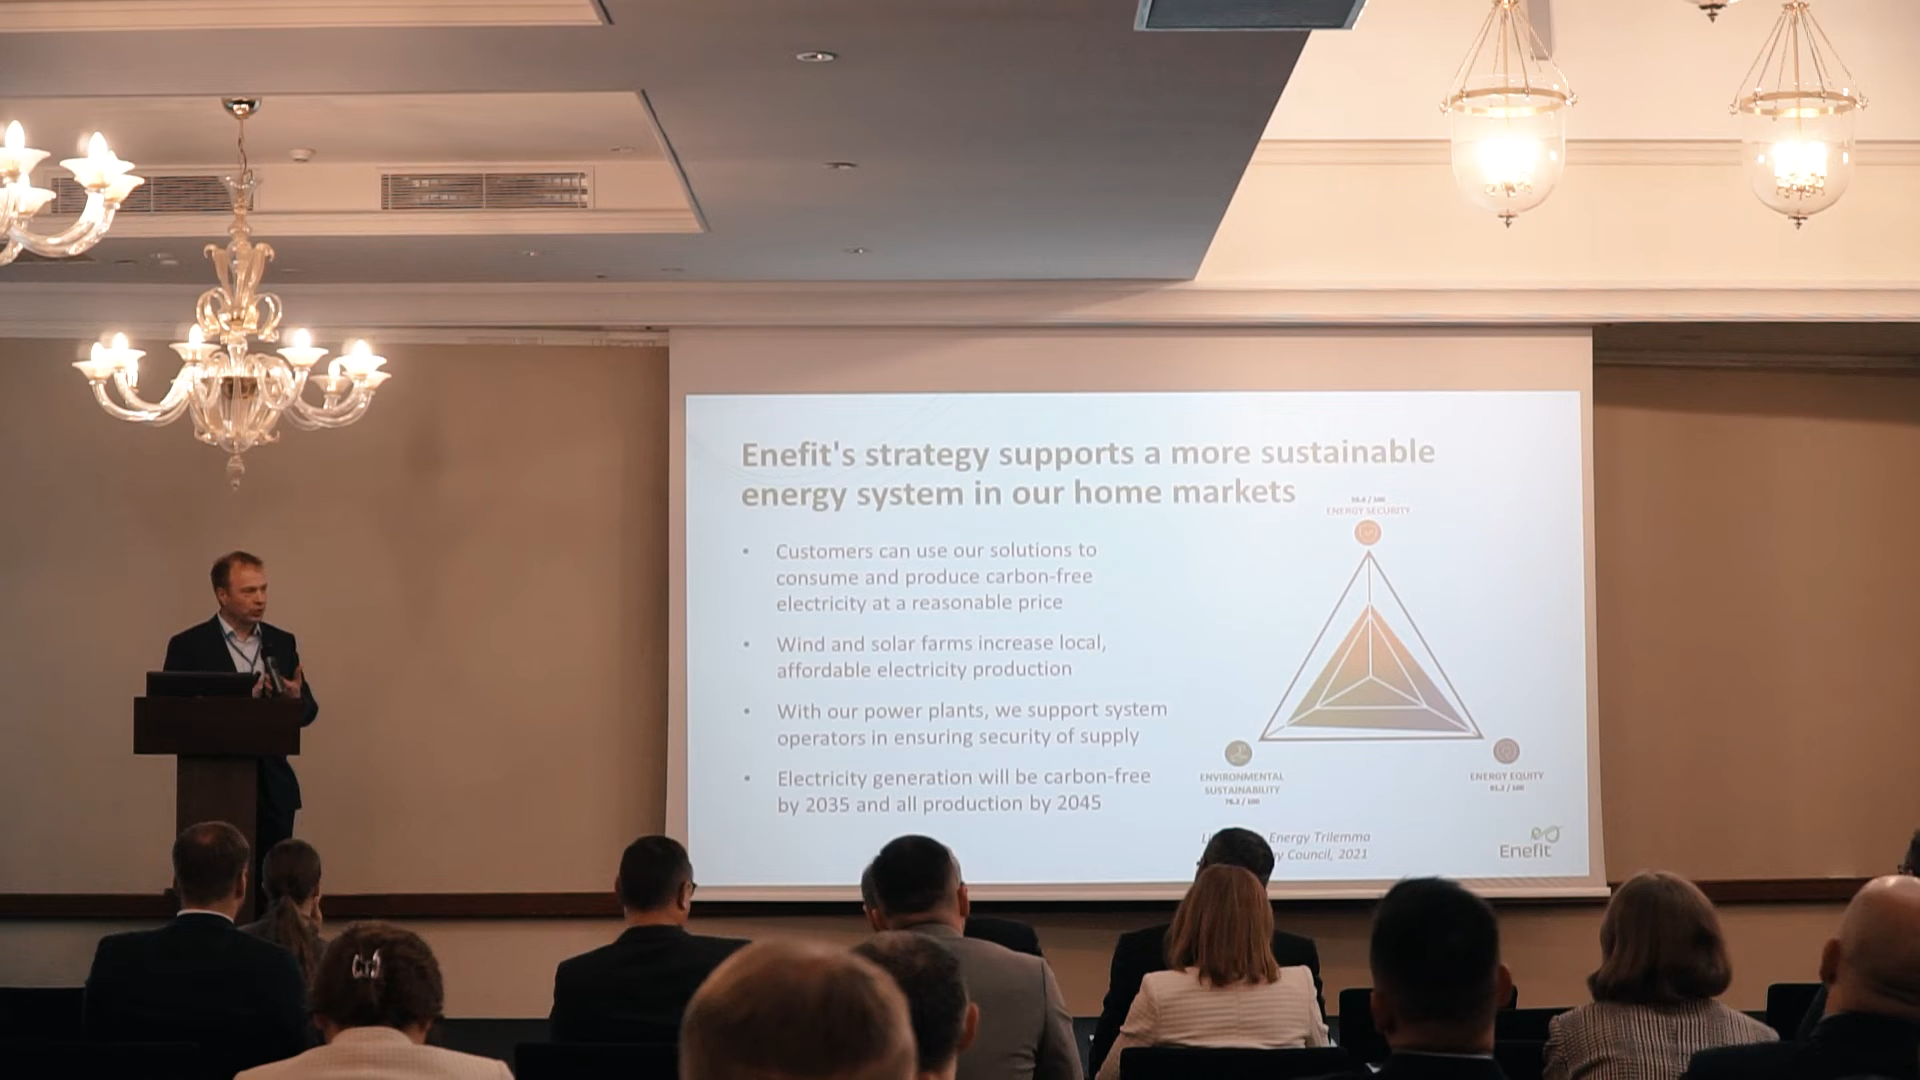 Enefit's strategy supports a more sustainable
energy system in our home markets
• Customers can use our solutions to
consume and produce carbon-free
electricity at a reasonable price
• Wind and solar farms increase local,
affordable electricity production
• With our power plants, we support system
operators in ensuring security of supply
• Electricity generation will be carbon-free
by 2035 and all production by 2045
ENERGY SECURITY
ENVIRONMENTAL
SUSTAINABILITY
ENERGY EQUITY
Energy Trilemma
Council, 2021
Enefit